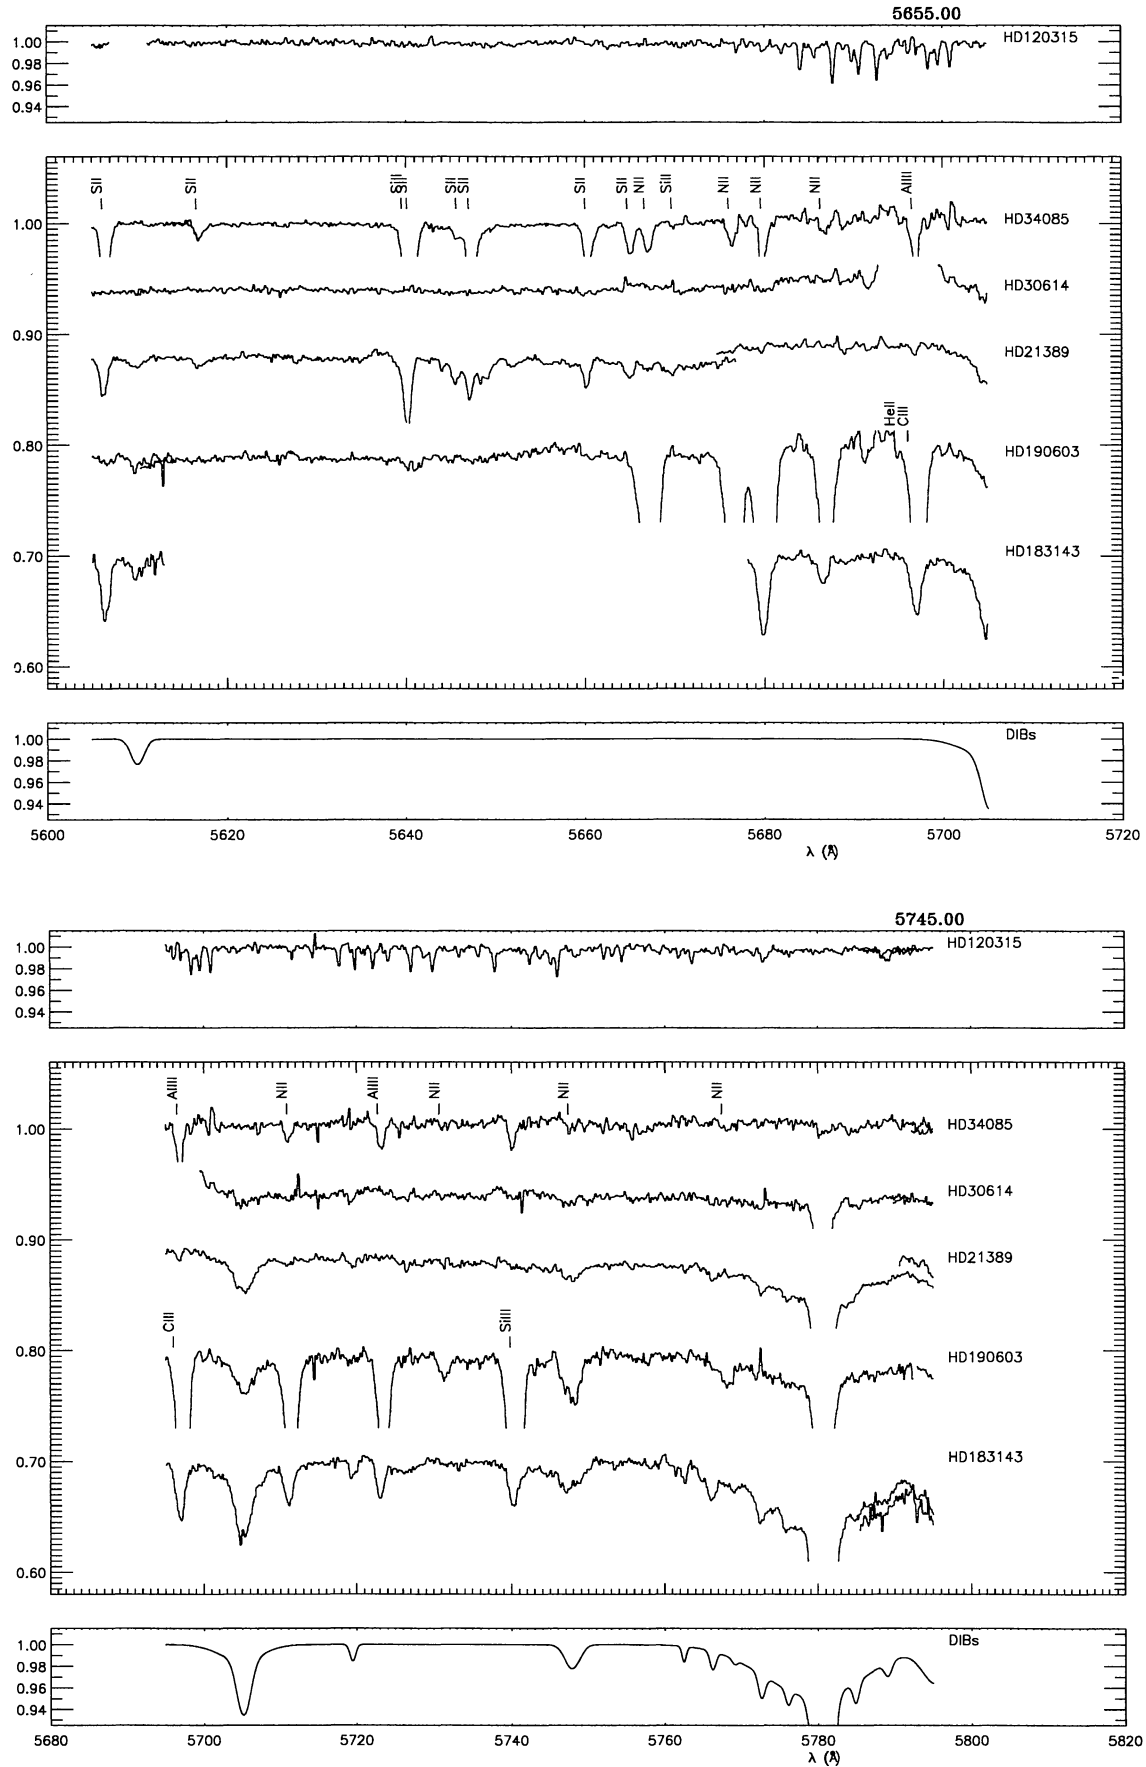 5655.00
1.00
0.98
0.96
0.94
HD120315
SII
SII
SiII
SII
SII
SII
SII
SII
NII
SiII
NII
NII
NII
AlIII
1.00
0.90
0.80
0.70
0.60
HD34085
HD30614
HD21389
HeII
CIII
HD190603
HD183143
1.00
0.98
0.96
0.94
DIBs
5600
5620
5640
5660
5680
5700
5720
λ (Å)
5745.00
1.00
0.98
0.96
0.94
HD120315
AlIII
NII
AlIII
NII
NII
NII
1.00
0.90
0.80
0.70
0.60
HD34085
HD30614
HD21389
CIII
SiIII
HD190603
HD183143
1.00
0.98
0.96
0.94
DIBs
5680
5700
5720
5740
5760
5780
5800
5820
λ (Å)